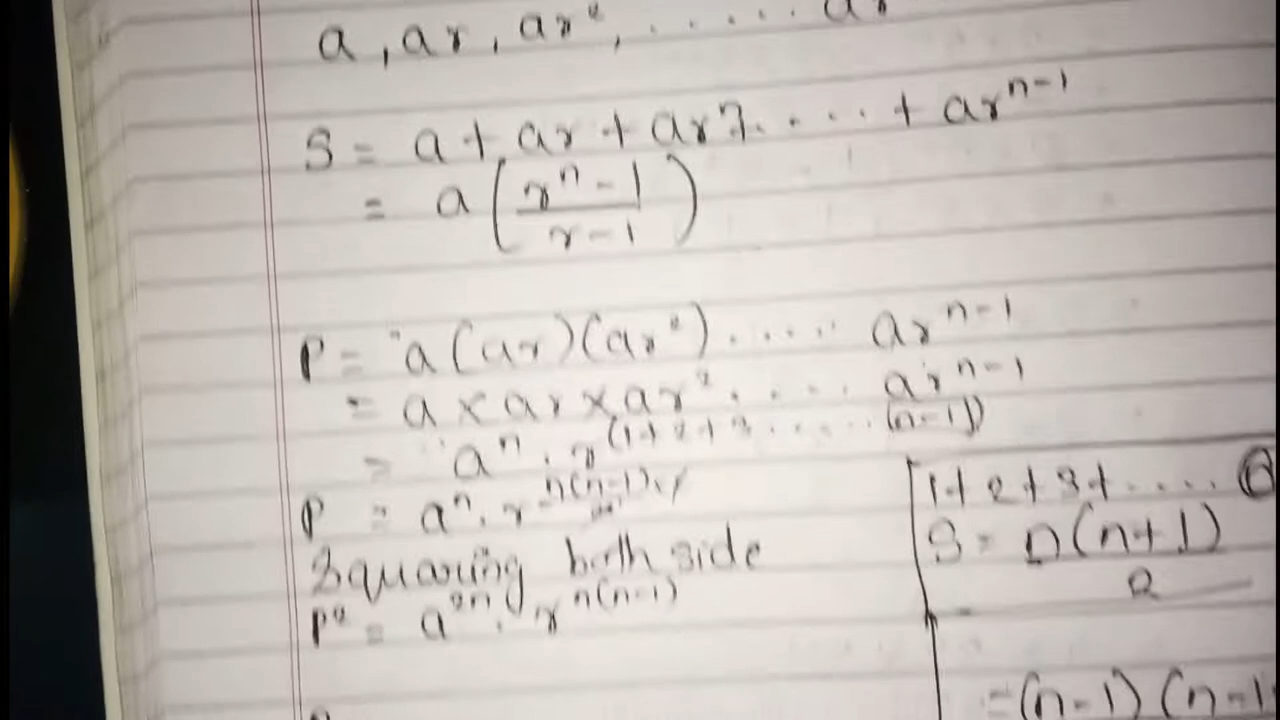 a, ar, ar², ..... ar
S = a + ar + ar²..... + arⁿ⁻¹
= a (rⁿ - 1 / r - 1)
P = a (ar)(ar²) ..... arⁿ⁻¹
= a × ar × ar² ..... arⁿ⁻¹
= aⁿ . r^(1+2+3......(n-1))
P = aⁿ . r^n(n-1)/2
Squaring both side
P² = a²ⁿ . r^n(n-1)
1+2+3+.....
S = n(n+1) / 2
= (n-1)(n-1